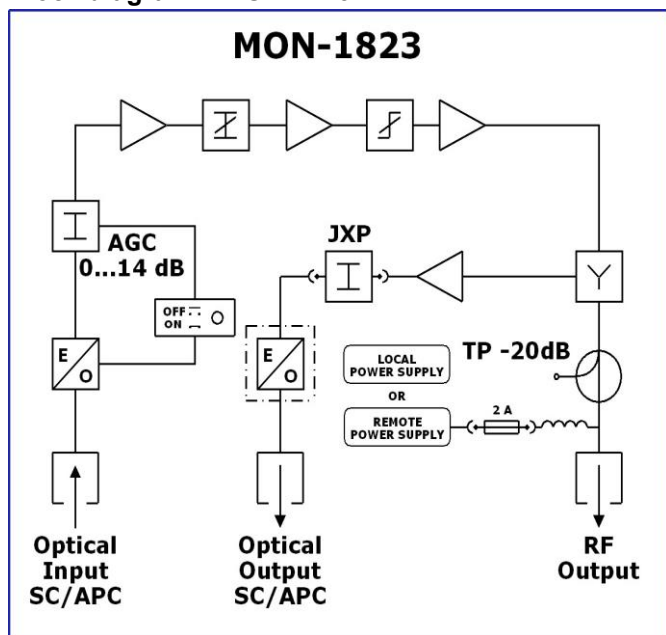 MON-1823
AGC
0...14 dB
JXP
OFF
ON
E
O
E
O
LOCAL
POWER SUPPLY
OR
REMOTE
POWER SUPPLY
TP -20dB
2 A
Optical
Input
SC/APC
Optical
Output
SC/APC
RF
Output